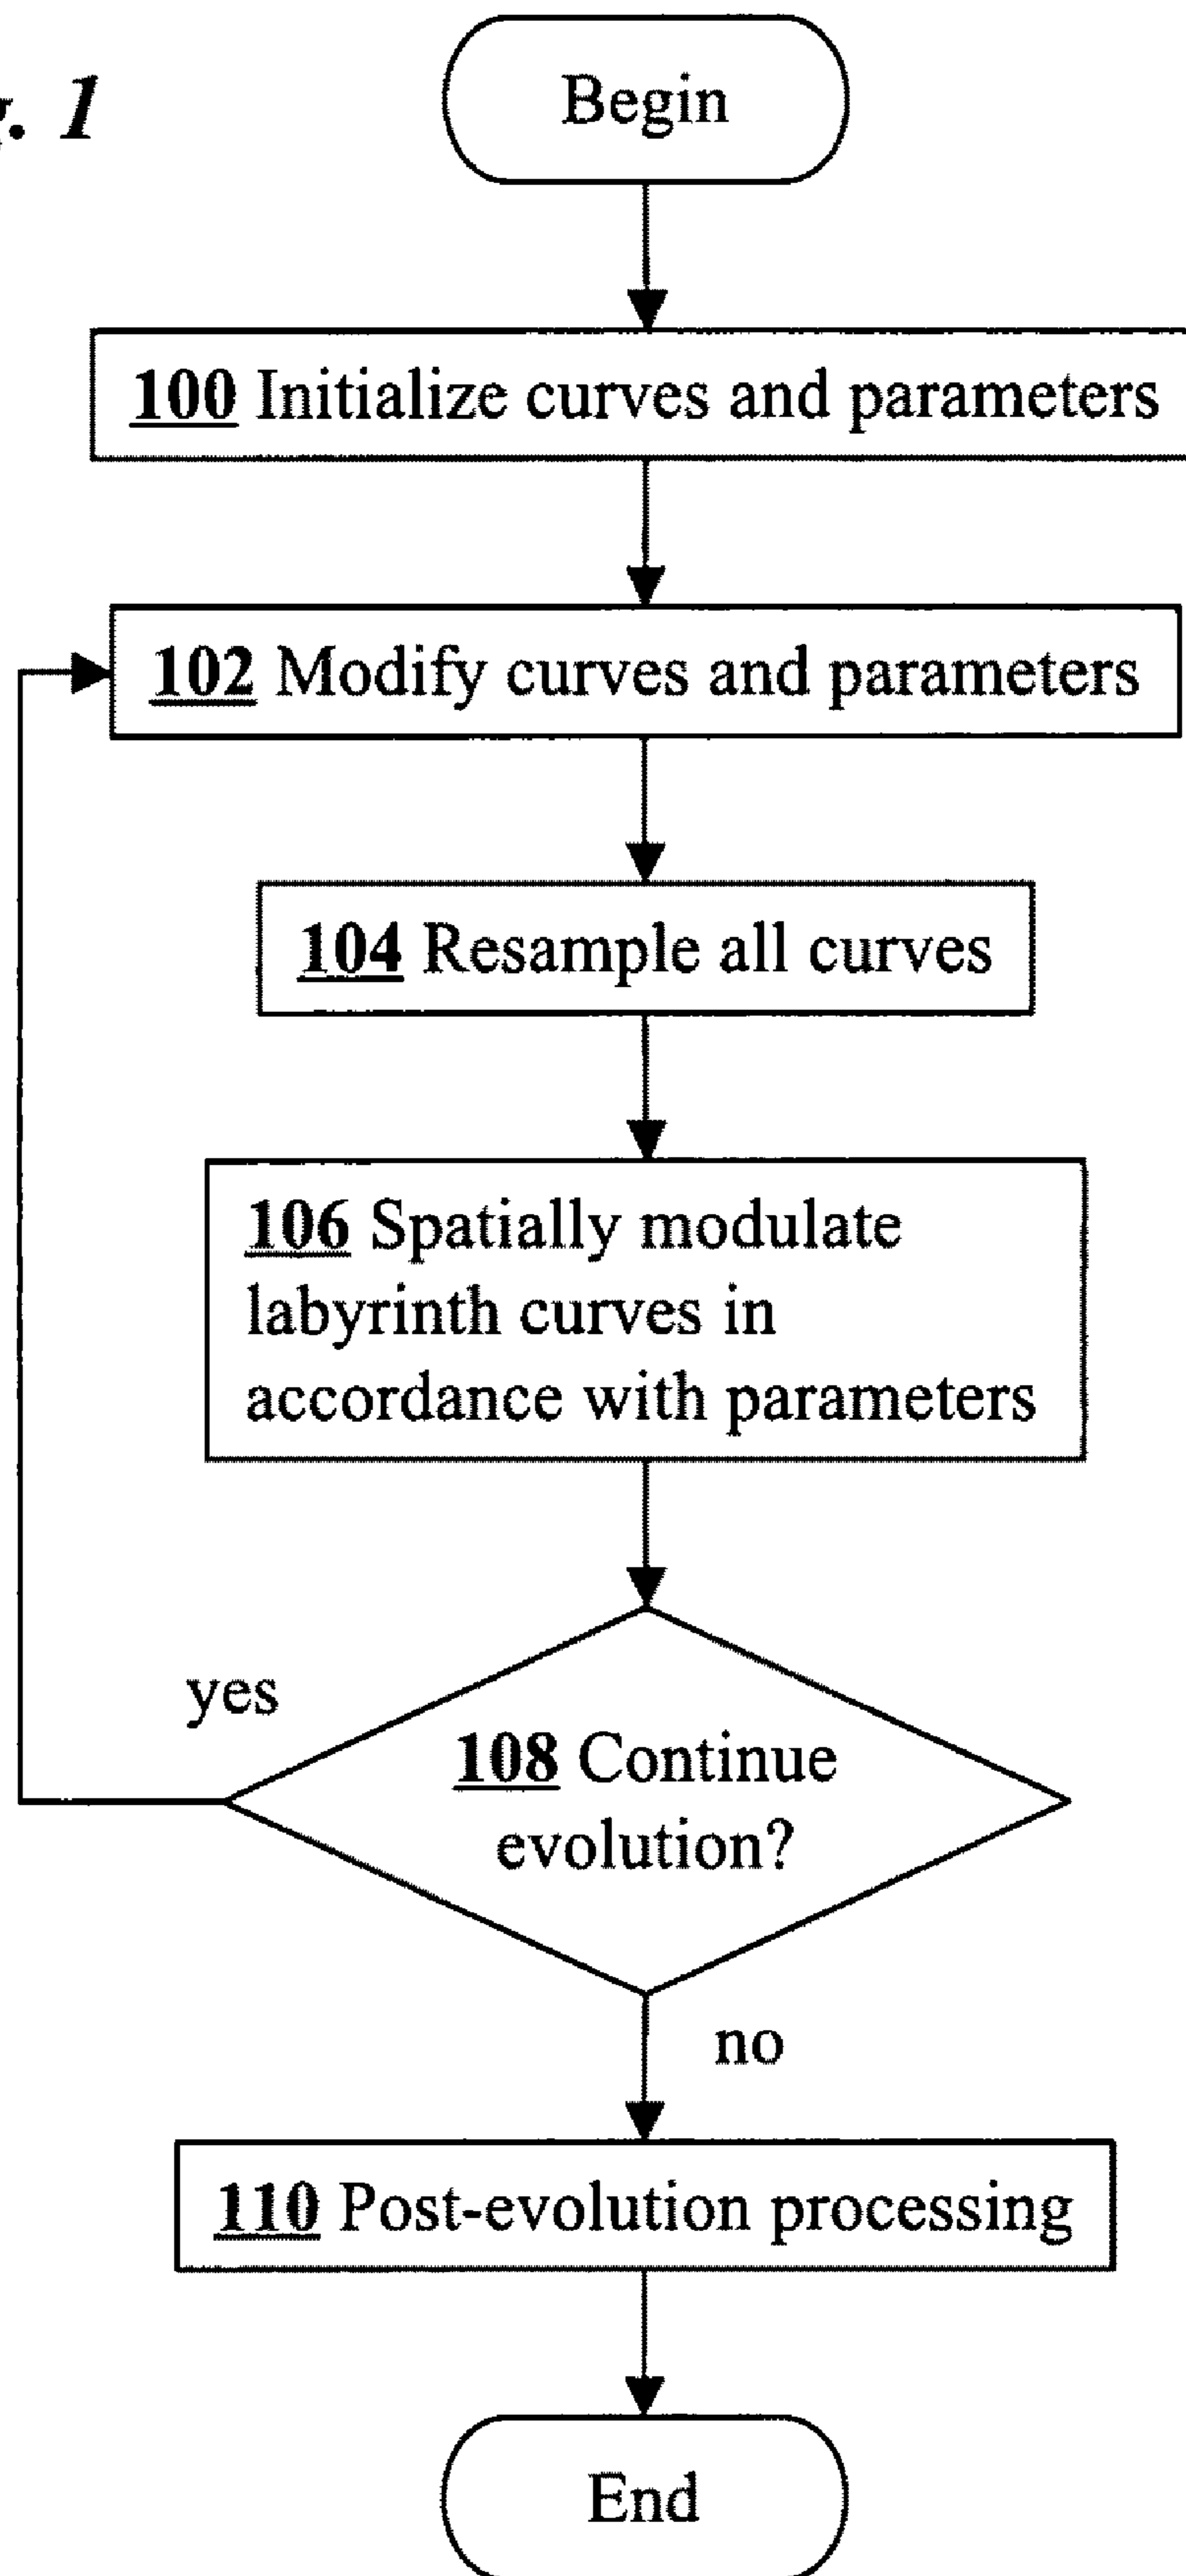 1
Begin
100 Initialize curves and parameters
102 Modify curves and parameters
104 Resample all curves
106 Spatially modulate
labyrinth curves in
accordance with parameters
yes
108 Continue
evolution?
no
110 Post-evolution processing
End